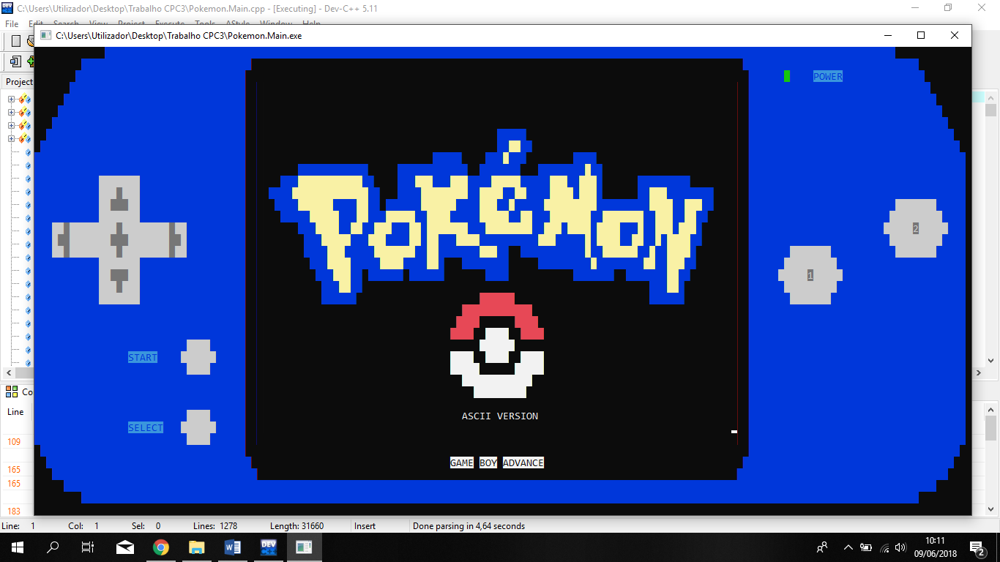 C:\Users\Utilizador\Desktop\Trabalho CPC3\Pokemon.Main.cpp - [Executing] - Dev-C++ 5.11
File Edit Search View Project Execute Tools AStyle Window Help
C:\Users\Utilizador\Desktop\Trabalho CPC3\Pokemon.Main.exe
Project
POWER
POKéMON
2
1
START
SELECT
ASCII VERSION
GAME BOY ADVANCE
Co
Line
109
165
165
183
Line: 1 Col: 1 Sel: 0 Lines: 1278 Length: 31660 Insert Done parsing in 4,64 seconds
DEV
10:11
09/06/2018
2